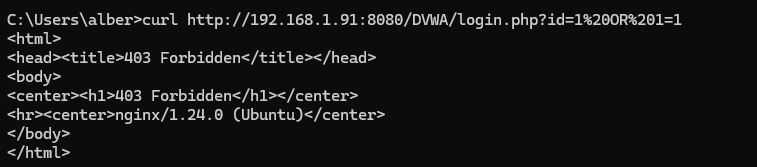 C:\Users\alber>curl http://192.168.1.91:8080/DVWA/login.php?id=1%20OR%201=1
<html>
<head><title>403 Forbidden</title></head>
<body>
<center><h1>403 Forbidden</h1></center>
<hr><center>nginx/1.24.0 (Ubuntu)</center>
</body>
</html>